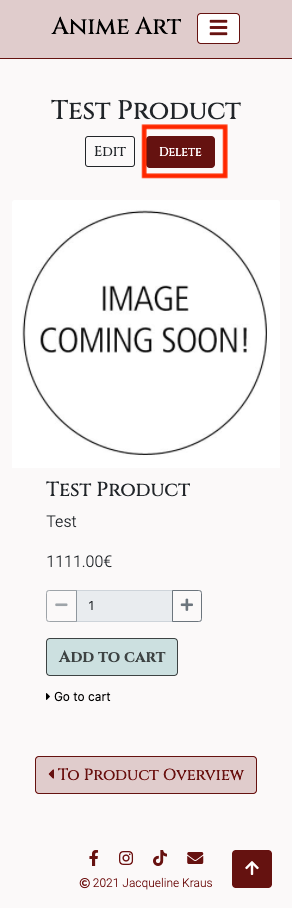 Anime Art
Test Product
Edit
Delete
IMAGE
COMING SOON!
Test Product
Test
1111.00€
1
Add to cart
Go to cart
To Product Overview
© 2021 Jacqueline Kraus